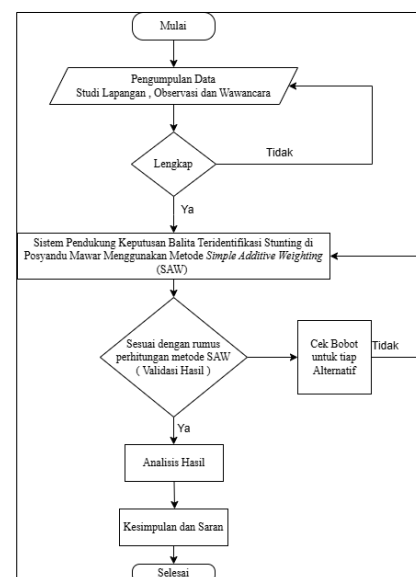 Mulai
Pengumpulan Data
Studi Lapangan , Observasi dan Wawancara
Lengkap
Tidak
Ya
Sistem Pendukung Keputusan Balita Teridentifikasi Stunting di
Posyandu Mawar Menggunakan Metode Simple Additive Weighting
(SAW)
Sesuai dengan rumus
perhitungan metode SAW
( Validasi Hasil )
Cek Bobot
untuk tiap
Alternatif
Tidak
Ya
Analisis Hasil
Kesimpulan dan Saran
Selesai